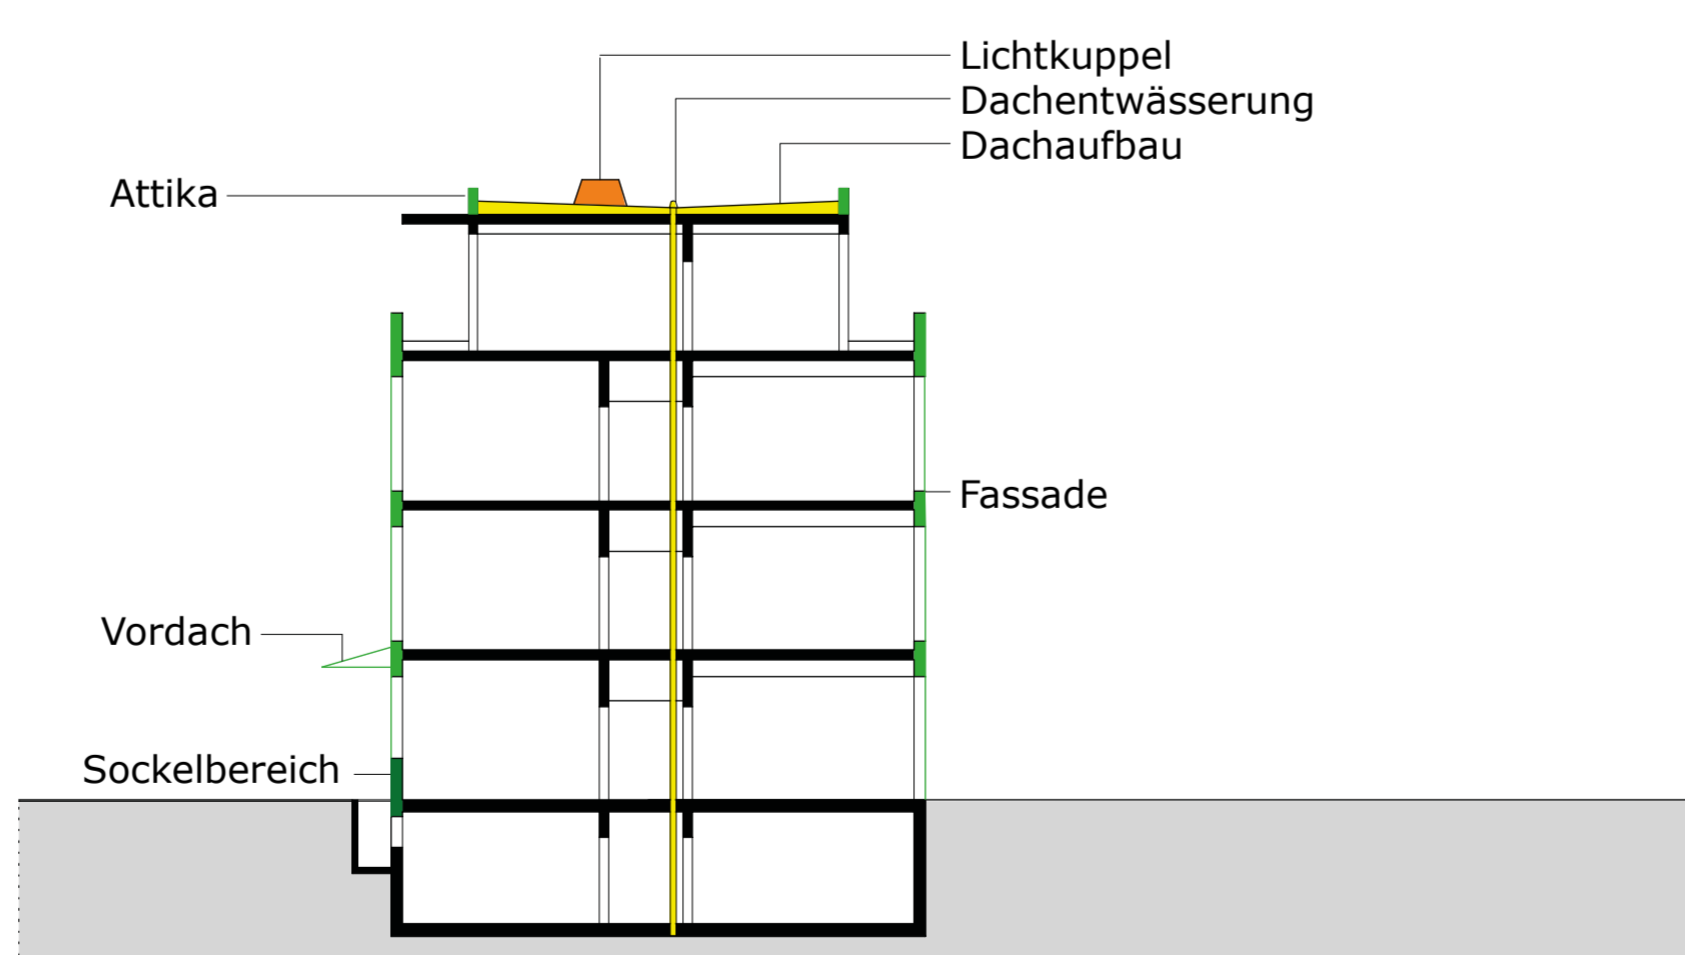 Lichtkuppel
Dachentwässerung
Dachaufbau
Attika
Fassade
Vordach
Sockelbereich